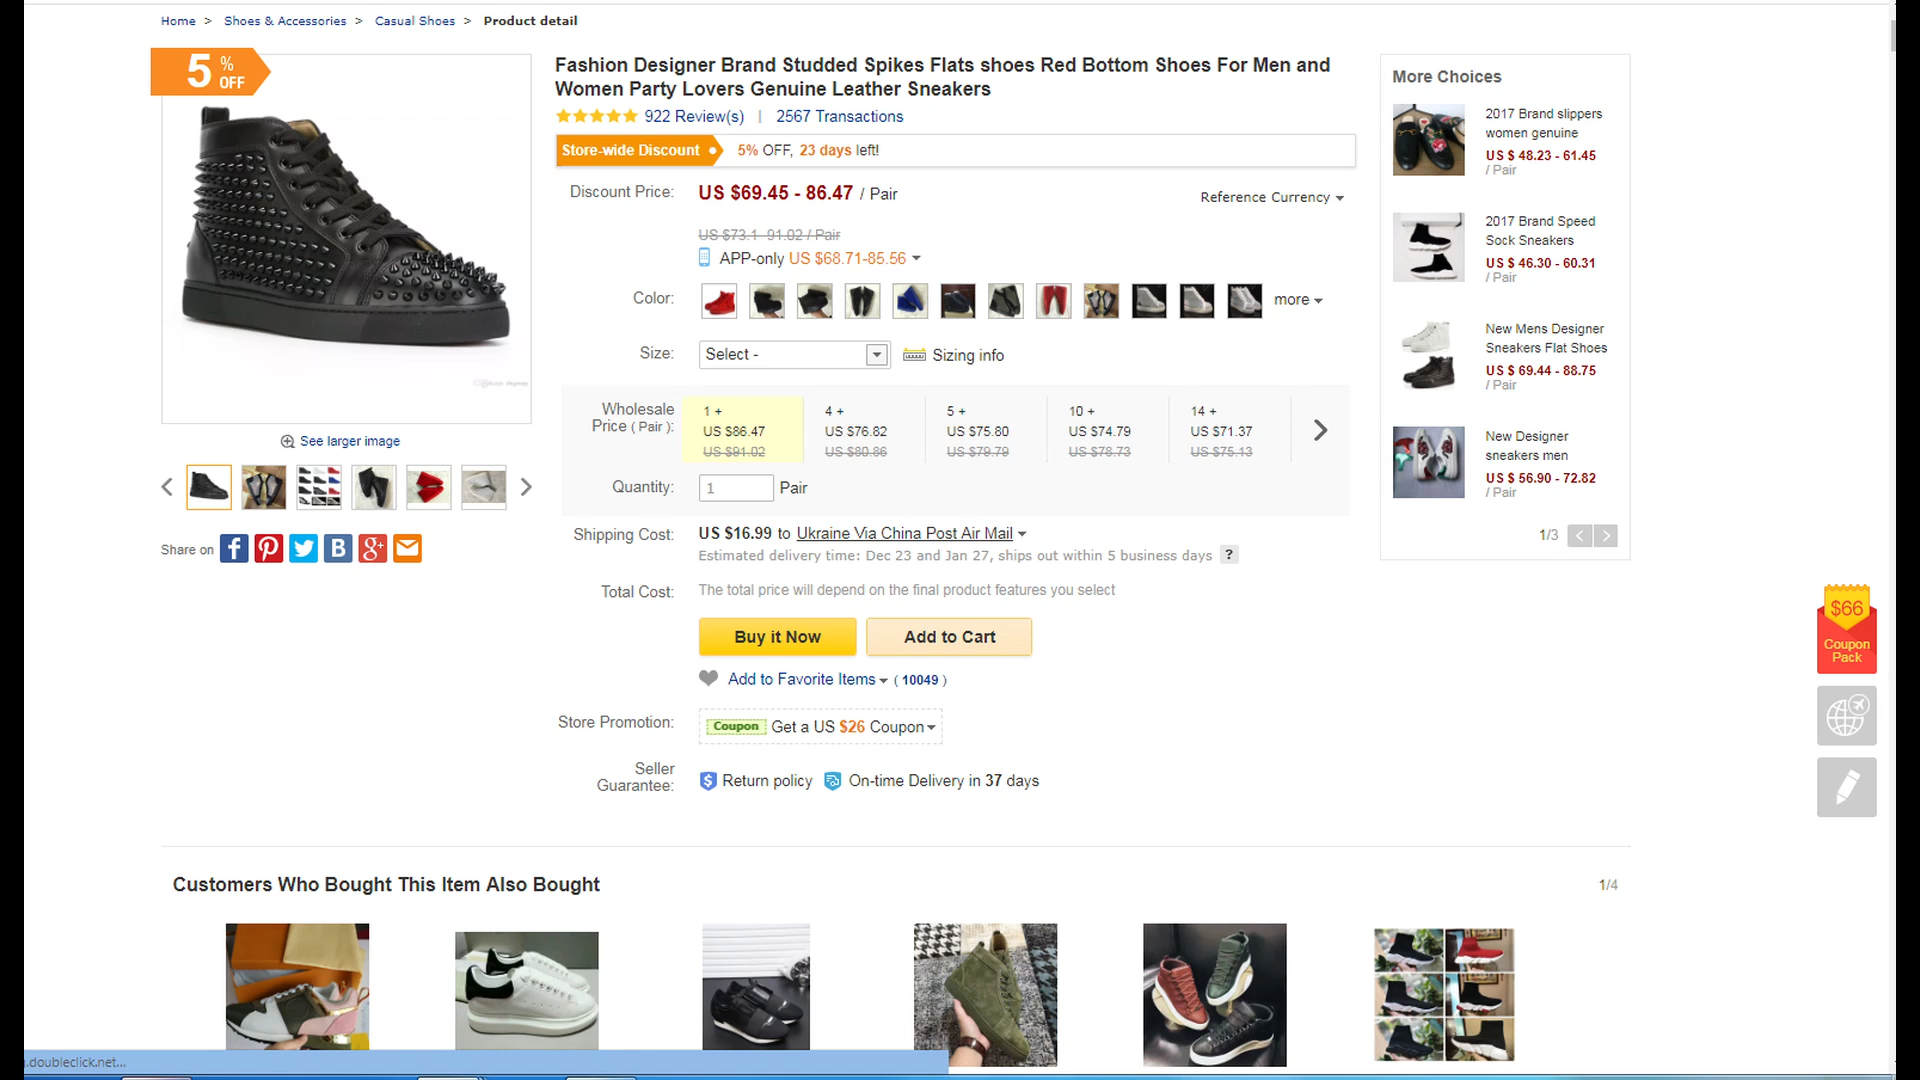 Home > Shoes & Accessories > Casual Shoes > Product detail
5 % OFF
Fashion Designer Brand Studded Spikes Flats shoes Red Bottom Shoes For Men and
Women Party Lovers Genuine Leather Sneakers
922 Review(s) | 2567 Transactions
Store-wide Discount 5% OFF, 23 days left!
Discount Price: US $69.45 - 86.47 / Pair
Reference Currency
US $73.1- 91.02 / Pair
APP-only US $68.71-85.56
Color: more
Size: Select - Sizing info
Wholesale Price ( Pair ):
1 + 4 + 5 + 10 + 14 +
US $86.47 US $76.82 US $75.80 US $74.79 US $71.37
US $91.02 US $80.86 US $79.79 US $78.73 US $75.13
Quantity: 1 Pair
Shipping Cost: US $16.99 to Ukraine Via China Post Air Mail
Estimated delivery time: Dec 23 and Jan 27, ships out within 5 business days ?
Total Cost: The total price will depend on the final product features you select
Buy it Now Add to Cart
Add to Favorite Items ( 10049 )
Store Promotion: Coupon Get a US $26 Coupon
Seller Guarantee: Return policy On-time Delivery in 37 days
See larger image
Share on f B g+
More Choices
2017 Brand slippers
women genuine
US $ 48.23 - 61.45
/ Pair
2017 Brand Speed
Sock Sneakers
US $ 46.30 - 60.31
/ Pair
New Mens Designer
Sneakers Flat Shoes
US $ 69.44 - 88.75
/ Pair
New Designer
sneakers men
US $ 56.90 - 72.82
/ Pair
1/3
$66
Coupon
Pack
Customers Who Bought This Item Also Bought
1/4
.doubleclick.net...